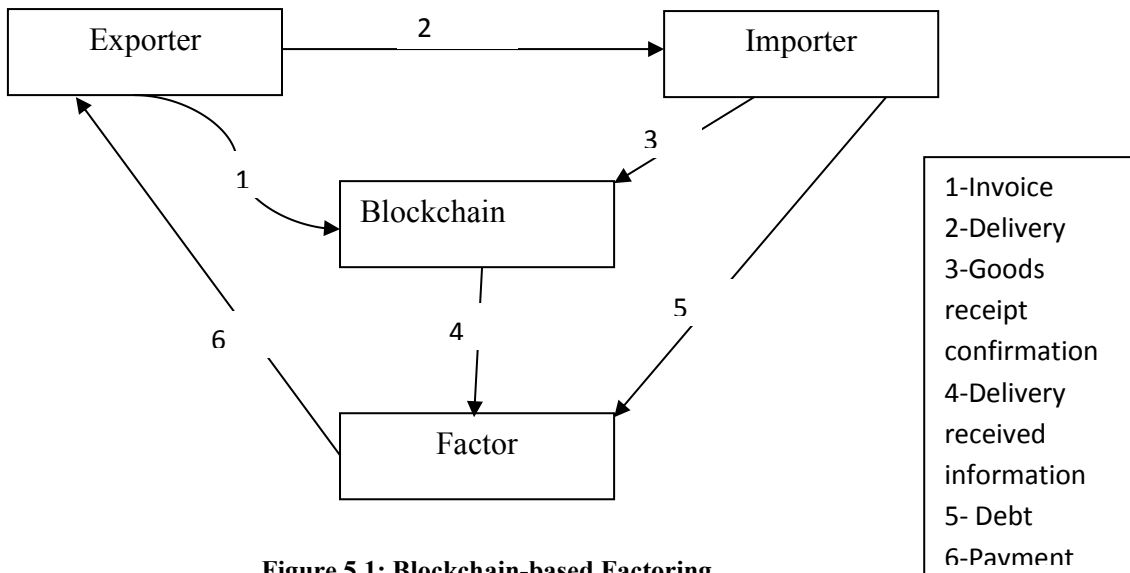 Exporter
2
Importer
3
1
Blockchain
5
4
6
Factor
1-Invoice
2-Delivery
3-Goods
receipt
confirmation
4-Delivery
received
information
5- Debt
6-Payment
Figure 5.1: Blockchain-based Factoring